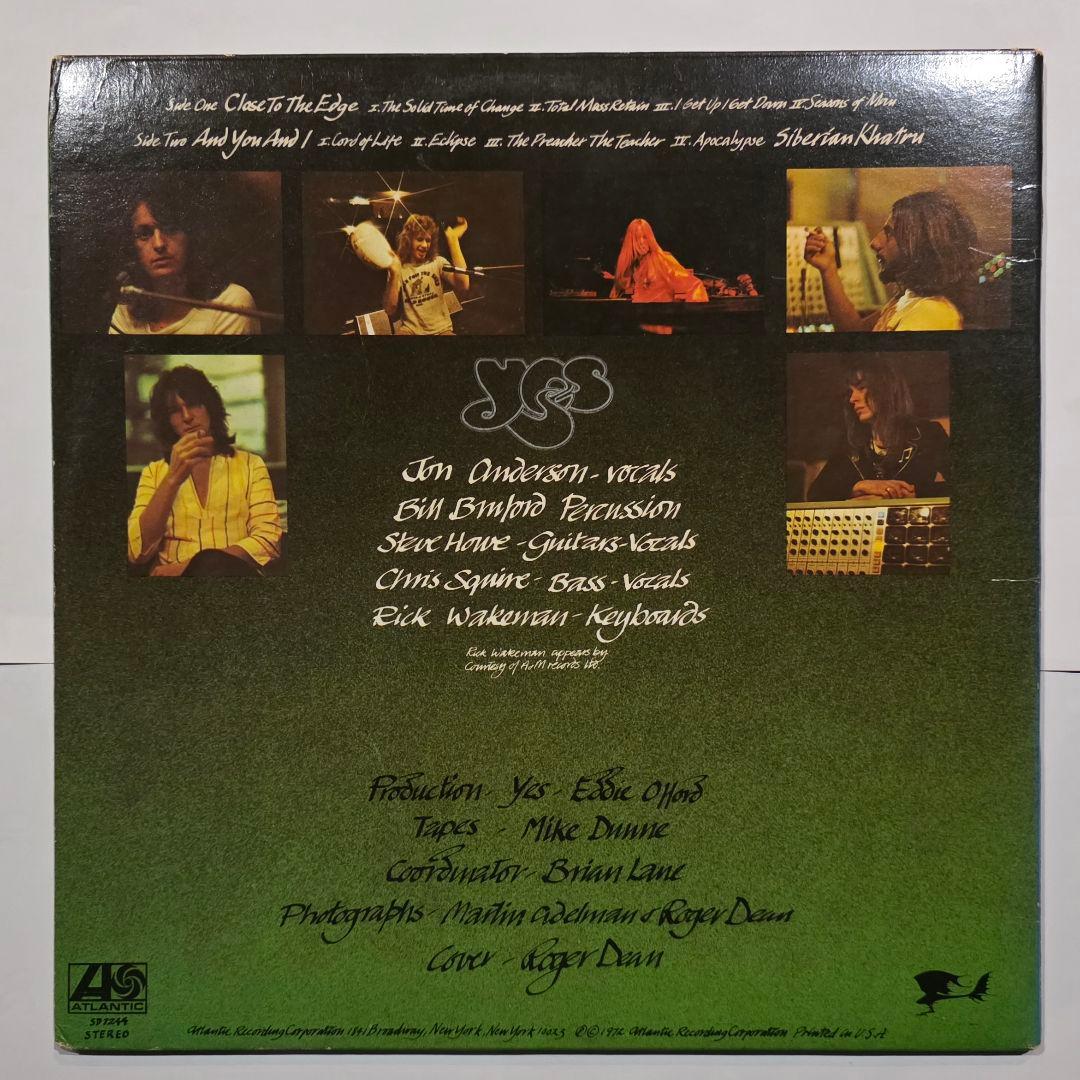 Side One Close To The Edge I. The Solid Time of Change II. Total Mass Retain III. I Get Up I Get Down IV. Seasons of Man
Side Two And You And I I. Cord of Life II. Eclipse III. The Preacher The Teacher IV. Apocalypse Siberian Khatru
yes
Jon Anderson - vocals
Bill Bruford Percussion
Steve Howe - Guitars - Vocals
Chris Squire - Bass - Vocals
Rick Wakeman - Keyboards
Rick Wakeman appears by
Courtesy of A&M records Ltd.
Production - Yes - Eddie Offord
Tapes - Mike Dunne
Coordinator - Brian Lane
Photographs - Martin Adelman & Roger Dean
Cover - Roger Dean
ATLANTIC
SD 7244
STEREO
Atlantic Recording Corporation 1841 Broadway, New York, New York 10023 ℗© 1972 Atlantic Recording Corporation Printed in U.S.A